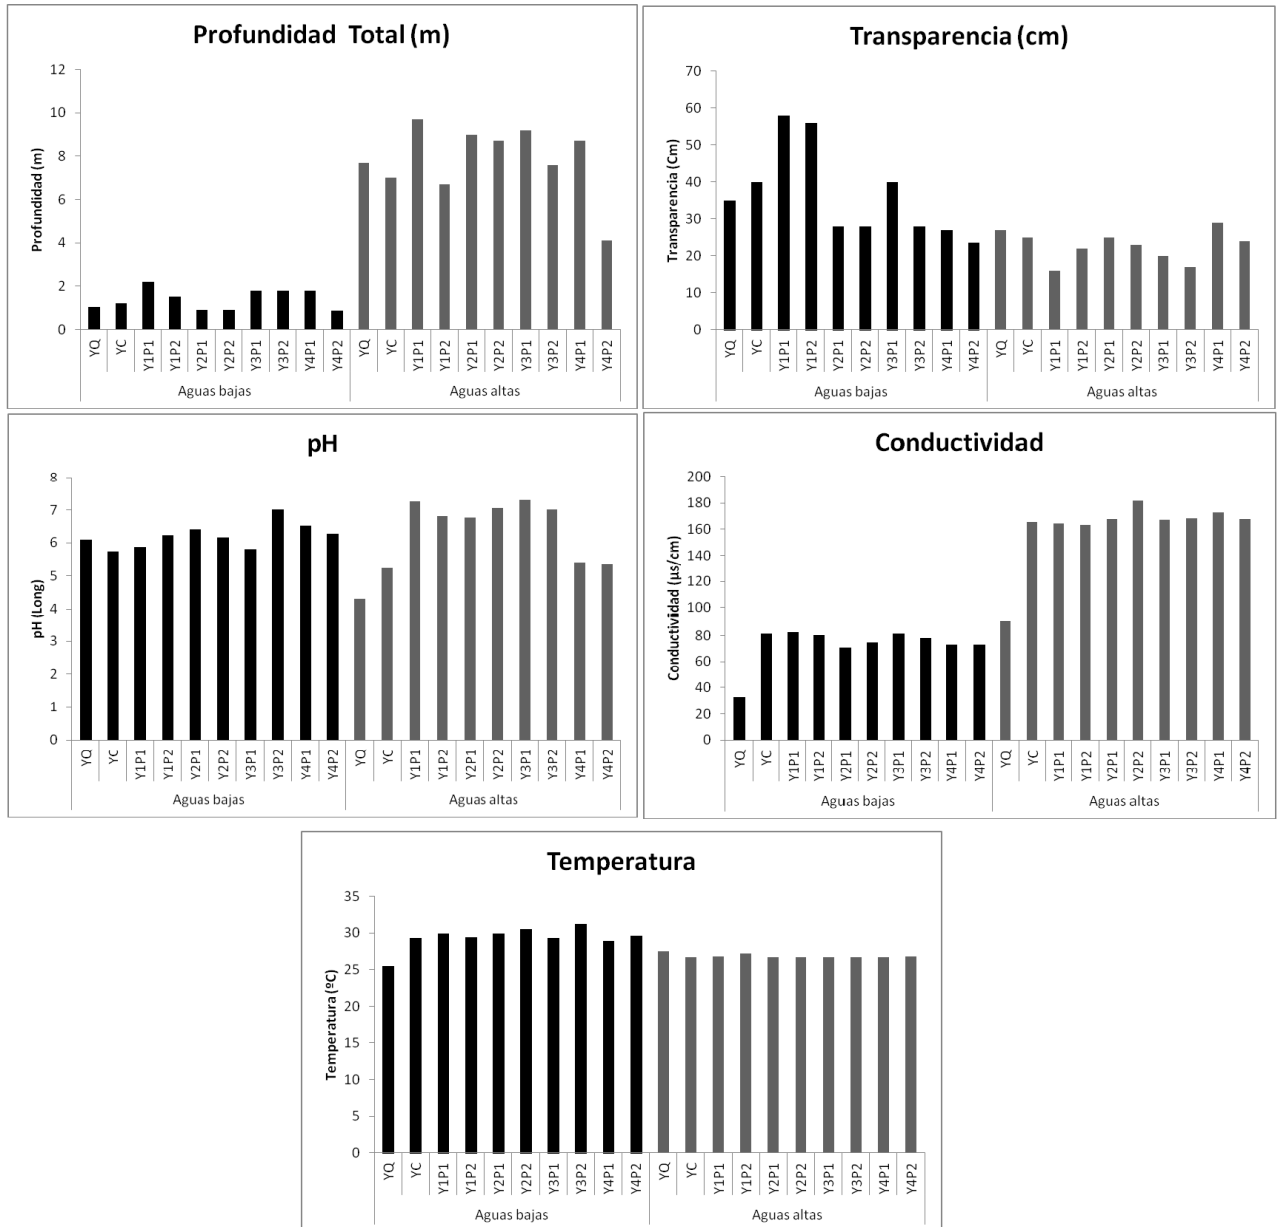 Profundidad Total (m)
Profundidad (m)
12
10
8
6
4
2
0
YQ YC Y1P1 Y1P2 Y2P1 Y2P2 Y3P1 Y3P2 Y4P1 Y4P2 YQ YC Y1P1 Y1P2 Y2P1 Y2P2 Y3P1 Y3P2 Y4P1 Y4P2
Aguas bajas Aguas altas
Transparencia (cm)
Transparencia (Cm)
70
60
50
40
30
20
10
0
YQ YC Y1P1 Y1P2 Y2P1 Y2P2 Y3P1 Y3P2 Y4P1 Y4P2 YQ YC Y1P1 Y1P2 Y2P1 Y2P2 Y3P1 Y3P2 Y4P1 Y4P2
Aguas bajas Aguas altas
pH
pH (Long)
8
7
6
5
4
3
2
1
0
YQ YC Y1P1 Y1P2 Y2P1 Y2P2 Y3P1 Y3P2 Y4P1 Y4P2 YQ YC Y1P1 Y1P2 Y2P1 Y2P2 Y3P1 Y3P2 Y4P1 Y4P2
Aguas bajas Aguas altas
Conductividad
Conductividad (µs/cm)
200
180
160
140
120
100
80
60
40
20
0
YQ YC Y1P1 Y1P2 Y2P1 Y2P2 Y3P1 Y3P2 Y4P1 Y4P2 YQ YC Y1P1 Y1P2 Y2P1 Y2P2 Y3P1 Y3P2 Y4P1 Y4P2
Aguas bajas Aguas altas
Temperatura
Temperatura (ºC)
35
30
25
20
15
10
5
0
YQ YC Y1P1 Y1P2 Y2P1 Y2P2 Y3P1 Y3P2 Y4P1 Y4P2 YQ YC Y1P1 Y1P2 Y2P1 Y2P2 Y3P1 Y3P2 Y4P1 Y4P2
Aguas bajas Aguas altas